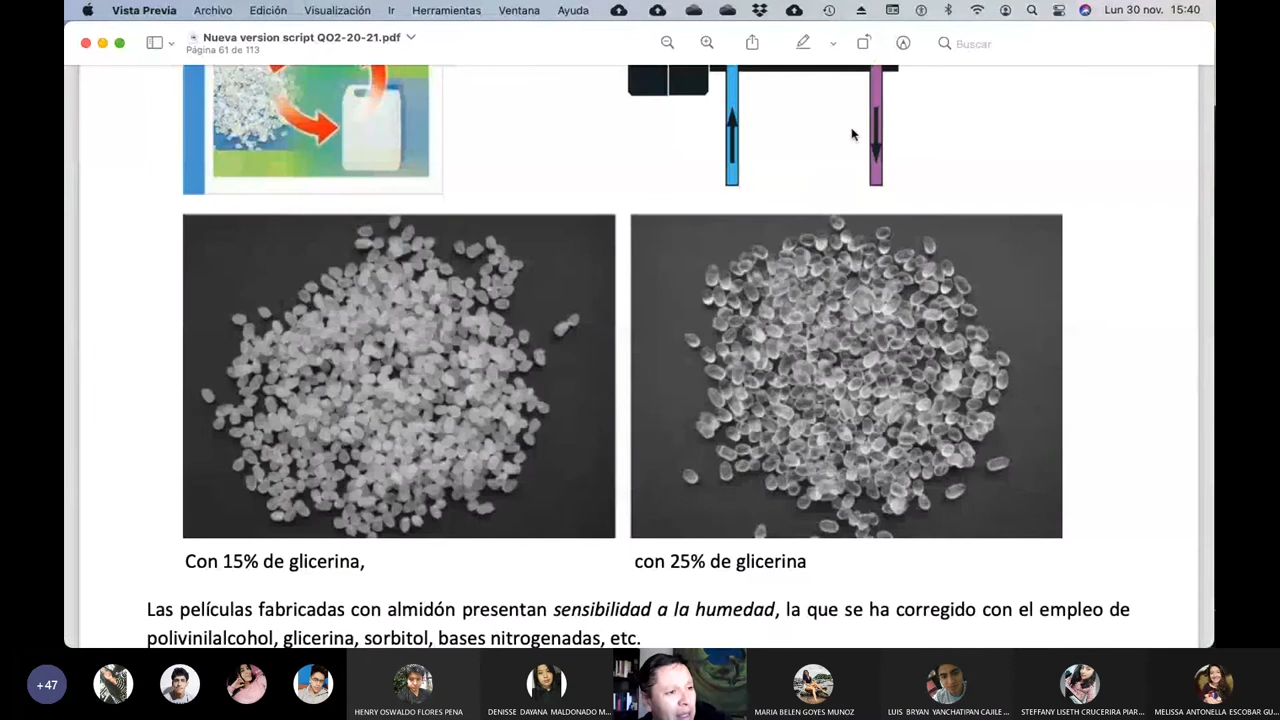 Vista Previa Archivo Edición Visualización Ir Herramientas Ventana Ayuda Lun 30 nov. 15:40
Nueva version script QO2-20-21.pdf
Página 61 de 113
Buscar
Con 15% de glicerina,
con 25% de glicerina
Las películas fabricadas con almidón presentan sensibilidad a la humedad, la que se ha corregido con el empleo de
polivinilalcohol, glicerina, sorbitol, bases nitrogenadas, etc.
+47
HENRY OSWALDO FLORES PENA
DENISSE DAYANA MALDONADO M...
MARIA BELEN GOYES MUNOZ
LUIS BRYAN YANCHATIPAN CAJILE ...
STEFFANY LISETH CRUCERIRA PIAR...
MELISSA ANTONELLA ESCOBAR GU...